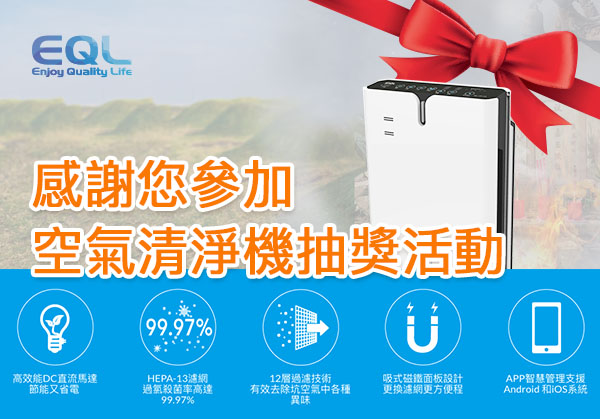 EQL
Enjoy Quality Life
感謝您參加
空氣清淨機抽獎活動
99.97%
高效能DC直流馬達
節能又省電
HEPA-13濾網
過氫殺菌率高達
99.97%
12層過濾技術
有效去除坑空氣中各種
異味
吸式磁鐵面板設計
更換濾網更方便程
APP智慧管理支援
Android 和iOS系統